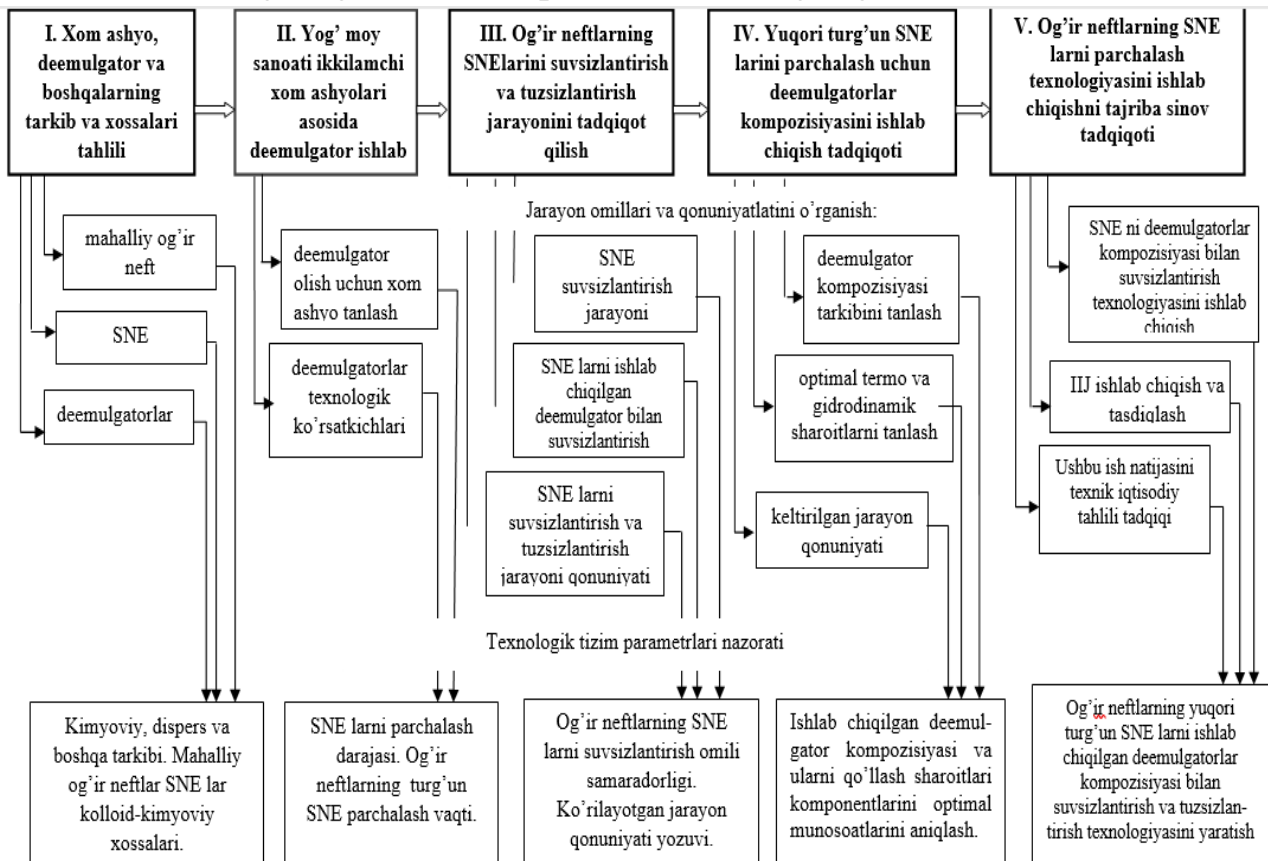 I. Xom ashyo,
deemulgator va
boshqalarning
tarkib va xossalari
tahlili
II. Yog’ moy
sanoati ikkilamchi
xom ashyolari
asosida
deemulgator ishlab
III. Og’ir neftlarning
SNElarini suvsizlantirish
va tuzsizlantirish
jarayonini tadqiqot
qilish
IV. Yuqori turg’un SNE
larini parchalash uchun
deemulgatorlar
kompozisiyasini ishlab
chiqish tadqiqoti
V. Og’ir neftlarning SNE
larni parchalash
texnologiyasini ishlab
chiqishni tajriba sinov
tadqiqoti
mahalliy og’ir
neft
SNE
deemulgatorlar
deemulgator
olish uchun xom
ashyo tanlash
deemulgatorlar
texnologik
ko’rsatkichlari
Jarayon omillari va qonuniyatlatini o’rganish:
SNE
suvsizlantirish
jarayoni
SNE larni ishlab
chiqilgan
deemulgator bilan
suvsizlantirish
SNE larni
suvsizlantirish va
tuzsizlantirish
jarayoni qonuniyati
deemulgator
kompozisiyasi
tarkibini tanlash
optimal termo va
gidrodinamik
sharoitlarni tanlash
keltirilgan jarayon
qonuniyati
SNE ni deemulgatorlar
kompozisiyasi bilan
suvsizlantirish
texnologiyasini ishlab
chiqish
IIJ ishlab chiqish va
tasdiqlash
Ushbu ish natijasini
texnik iqtisodiy
tahlili tadqiqi
Texnologik tizim parametrlari nazorati
Kimyoviy, dispers va
boshqa tarkibi. Mahalliy
og’ir neftlar SNE lar
kolloid-kimyoviy
xossalari.
SNE larni parchalash
darajasi. Og’ir
neftlarning turg’un
SNE parchalash vaqti.
Og’ir neftlarning SNE
larni suvsizlantirish omili
samaradorligi.
Ko’rilayotgan jarayon
qonuniyati yozuvi.
Ishlab chiqilgan deemul-
gator kompozisiyasi va
ularni qo’llash sharoitlari
komponentlarini optimal
munosoatlarini aniqlash.
Og’ir neftlarning yuqori
turg’un SNE larni ishlab
chiqilgan deemulgatorlar
kompozisiyasi bilan
suvsizlantirish va tuzsizlan-
tirish texnologiyasini yaratish